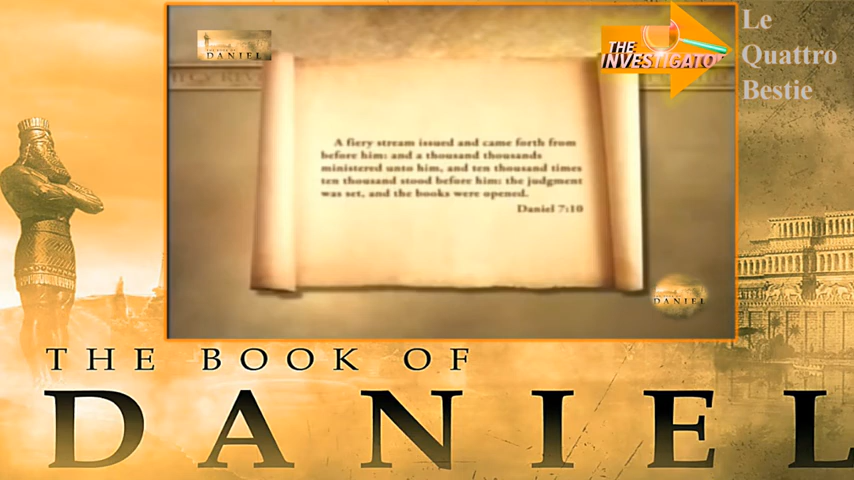 Le
Quattro
Bestie
THE
INVESTIGATOR
DANIEL
A fiery stream issued and came forth from
before him: and a thousand thousands
ministered unto him, and ten thousand times
ten thousand stood before him: the judgment
was set, and the books were opened.
Daniel 7:10
DANIEL
THE BOOK OF
DANIEL